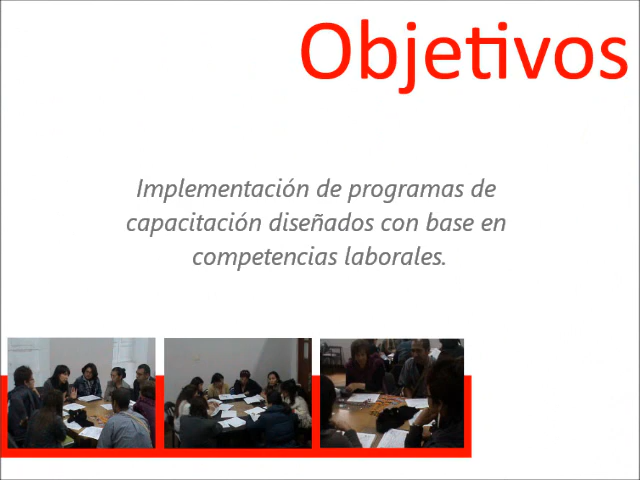 Objetivos
Implementación de programas de
capacitación diseñados con base en
competencias laborales.